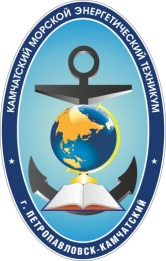 КАМЧАТСКИЙ МОРСКОЙ ЭНЕРГЕТИЧЕСКИЙ ТЕХНИКУМ
г. ПЕТРОПАВЛОВСК-КАМЧАТСКИЙ